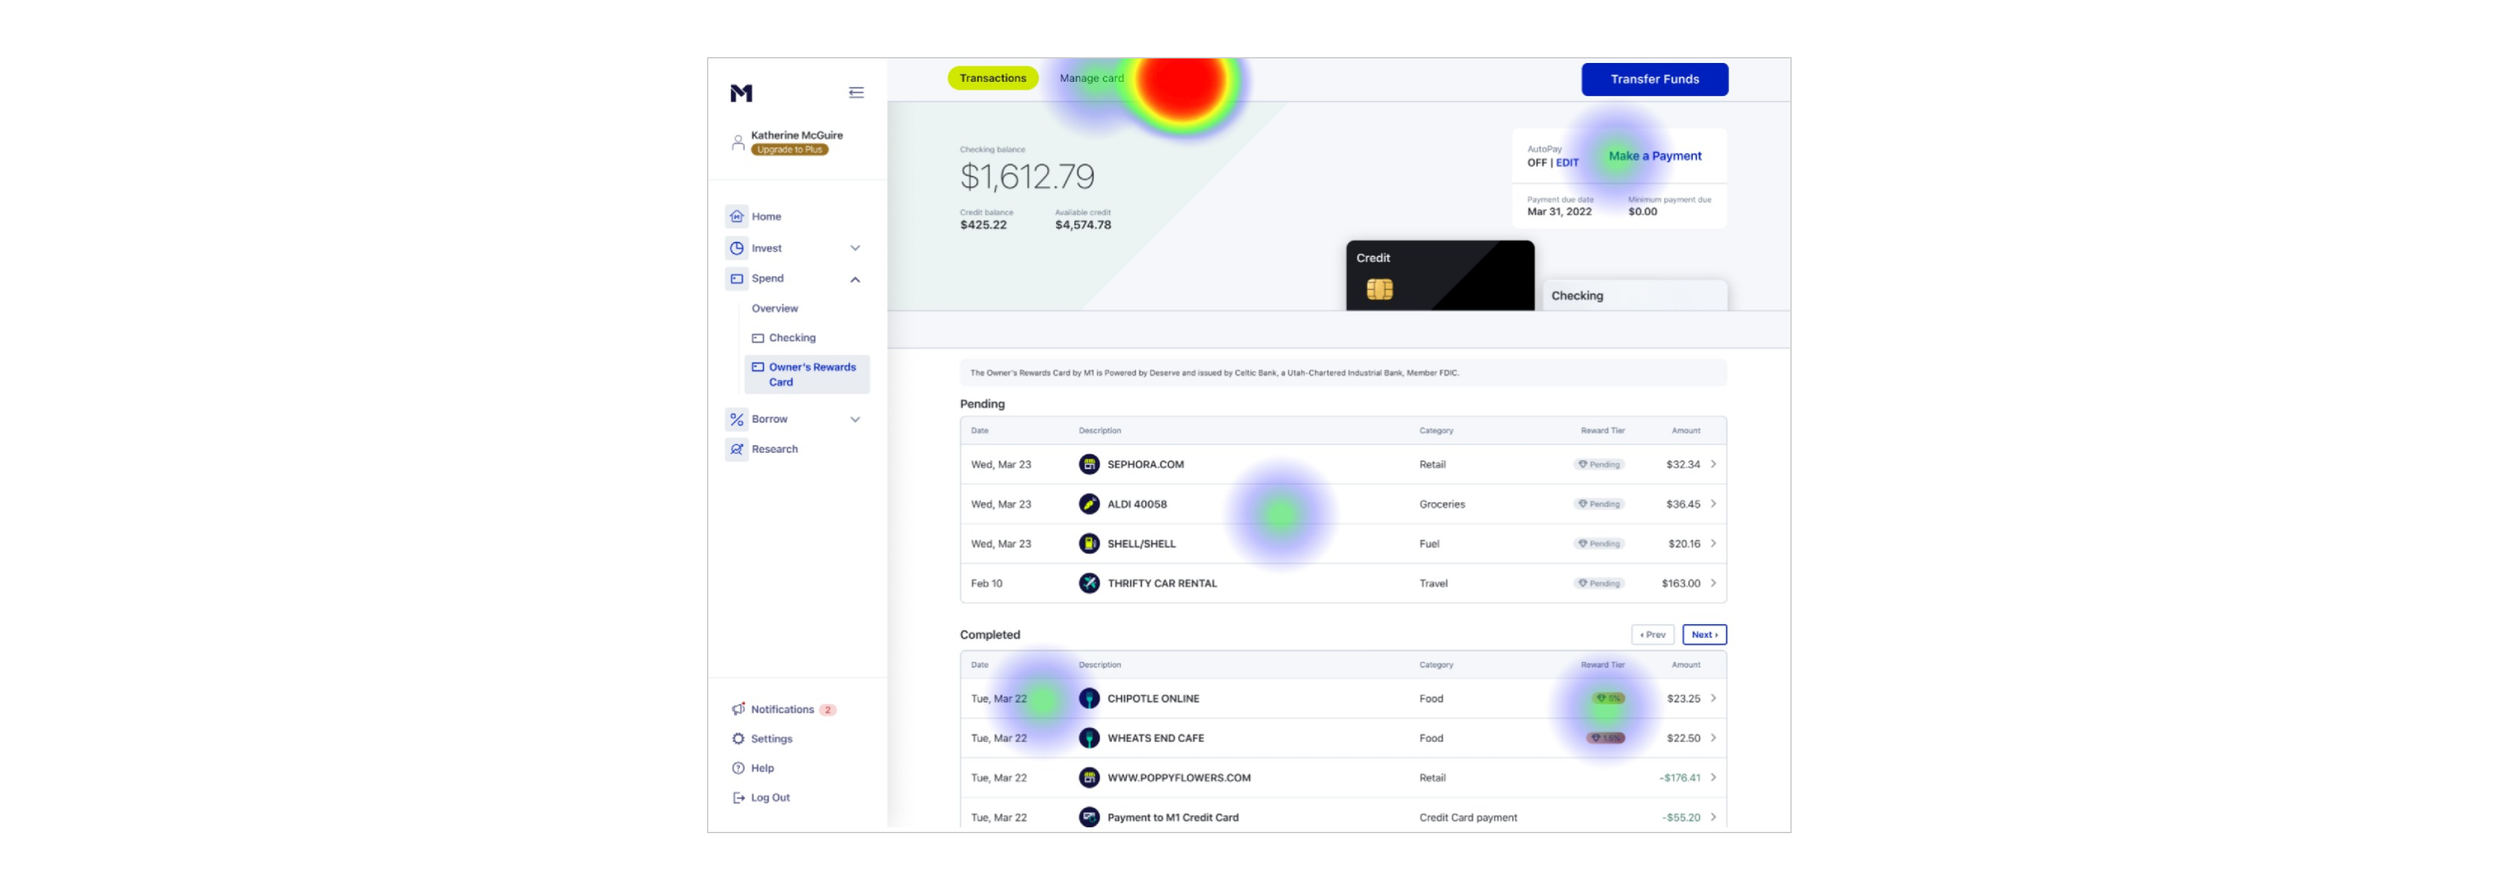 Transactions
Manage card
Transfer Funds
Katherine McGuire
Upgrade to Plus
Home
Invest
Spend
Overview
Checking
Owner's Rewards
Card
Borrow
Research
Notifications 2
Settings
Help
Log Out
Checking balance
$1,612.79
Credit balance
Available credit
$425.22
$4,574.78
AutoPay
OFF | EDIT
Make a Payment
Payment due date
Minimum payment due
Mar 31, 2022
$0.00
Credit
Checking
The Owner's Rewards Card by M1 is Powered by Deserve and issued by Celtic Bank, a Utah-Chartered Industrial Bank, Member FDIC.
Pending
Date Description Category Reward Tier Amount
Wed, Mar 23 SEPHORA.COM Retail Pending $32.34
Wed, Mar 23 ALDI 40058 Groceries Pending $36.45
Wed, Mar 23 SHELL/SHELL Fuel Pending $20.16
Feb 10 THRIFTY CAR RENTAL Travel Pending $163.00
Completed
‹ Prev Next ›
Date Description Category Reward Tier Amount
Tue, Mar 22 CHIPOTLE ONLINE Food $23.25
Tue, Mar 22 WHEATS END CAFE Food $22.50
Tue, Mar 22 WWW.POPPYFLOWERS.COM Retail -$176.41
Tue, Mar 22 Payment to M1 Credit Card Credit Card payment -$55.20